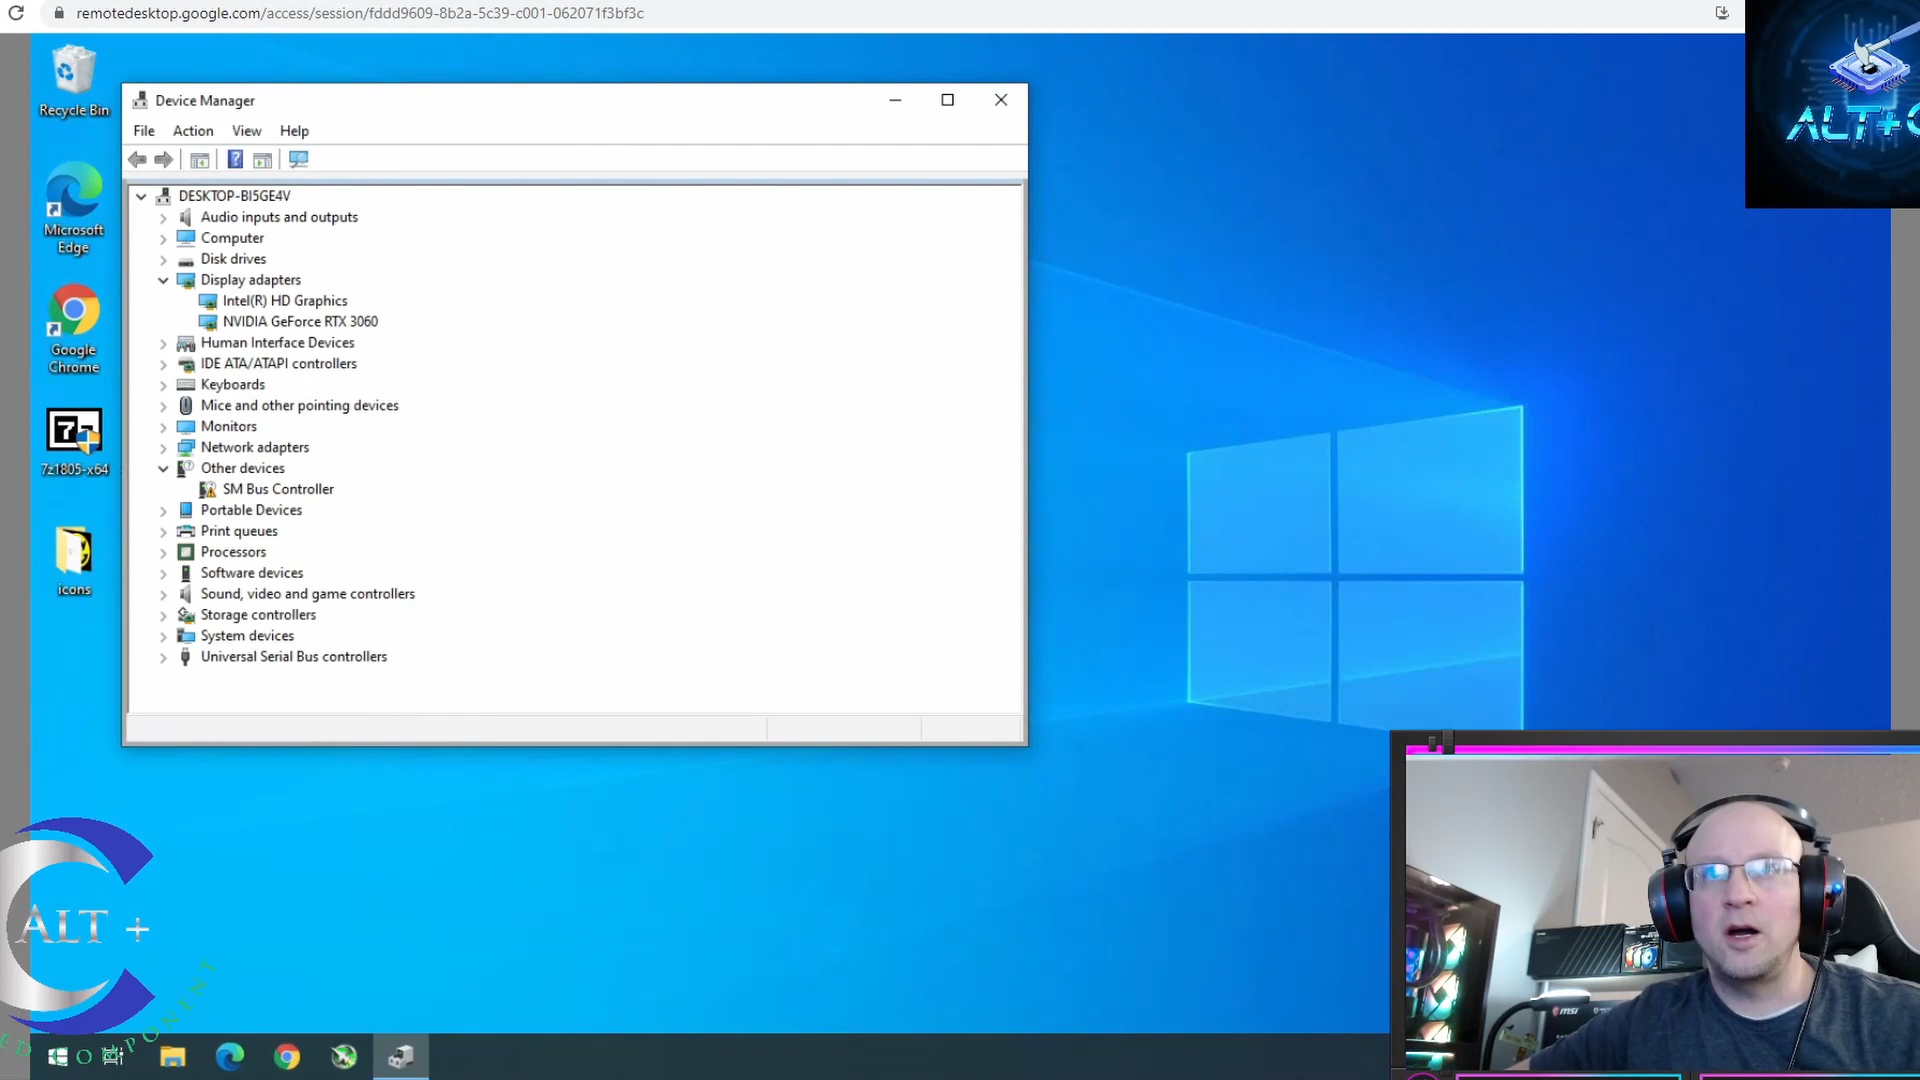 remotedesktop.google.com/access/session/fddd9609-8b2a-5c39-c001-062071f3bf3c
Recycle Bin
Microsoft
Edge
Google
Chrome
7z1805-x64
icons
Device Manager
File Action View Help
DESKTOP-BI5GE4V
Audio inputs and outputs
Computer
Disk drives
Display adapters
Intel(R) HD Graphics
NVIDIA GeForce RTX 3060
Human Interface Devices
IDE ATA/ATAPI controllers
Keyboards
Mice and other pointing devices
Monitors
Network adapters
Other devices
SM Bus Controller
Portable Devices
Print queues
Processors
Software devices
Sound, video and game controllers
Storage controllers
System devices
Universal Serial Bus controllers
ALT+C
ALT +
ED COMPONENT
msi